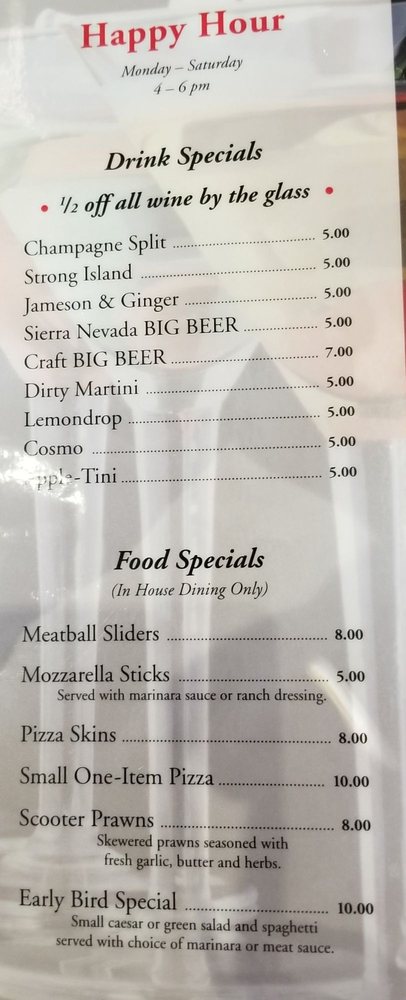 Happy Hour
Monday – Saturday
4 – 6 pm
Drink Specials
• 1/2 off all wine by the glass •
Champagne Split 5.00
Strong Island 5.00
Jameson & Ginger 5.00
Sierra Nevada BIG BEER 5.00
Craft BIG BEER 7.00
Dirty Martini 5.00
Lemondrop 5.00
Cosmo 5.00
Apple-Tini 5.00
Food Specials
(In House Dining Only)
Meatball Sliders 8.00
Mozzarella Sticks 5.00
Served with marinara sauce or ranch dressing.
Pizza Skins 8.00
Small One-Item Pizza 10.00
Scooter Prawns 8.00
Skewered prawns seasoned with
fresh garlic, butter and herbs.
Early Bird Special 10.00
Small caesar or green salad and spaghetti
served with choice of marinara or meat sauce.